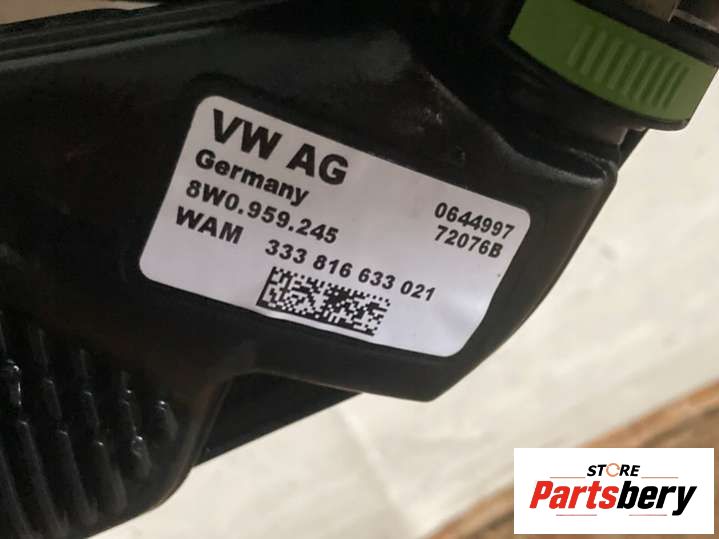 VW AG
Germany
8W0.959.245
WAM 333 816 633 021
0644997
72076B
STORE
Partsbery